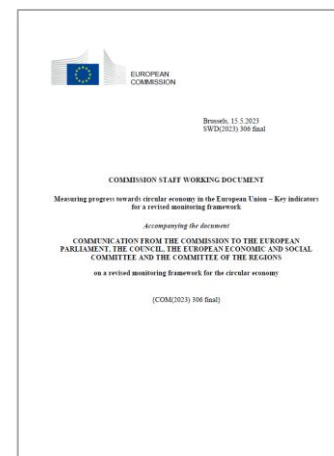 EUROPEAN
COMMISSION
Brussels, 15.5.2023
SWD(2023) 306 final
COMMISSION STAFF WORKING DOCUMENT
Measuring progress towards circular economy in the European Union – Key indicators
for a revised monitoring framework
Accompanying the document
COMMUNICATION FROM THE COMMISSION TO THE EUROPEAN
PARLIAMENT, THE COUNCIL, THE EUROPEAN ECONOMIC AND SOCIAL
COMMITTEE AND THE COMMITTEE OF THE REGIONS
on a revised monitoring framework for the circular economy
{COM(2023) 306 final}